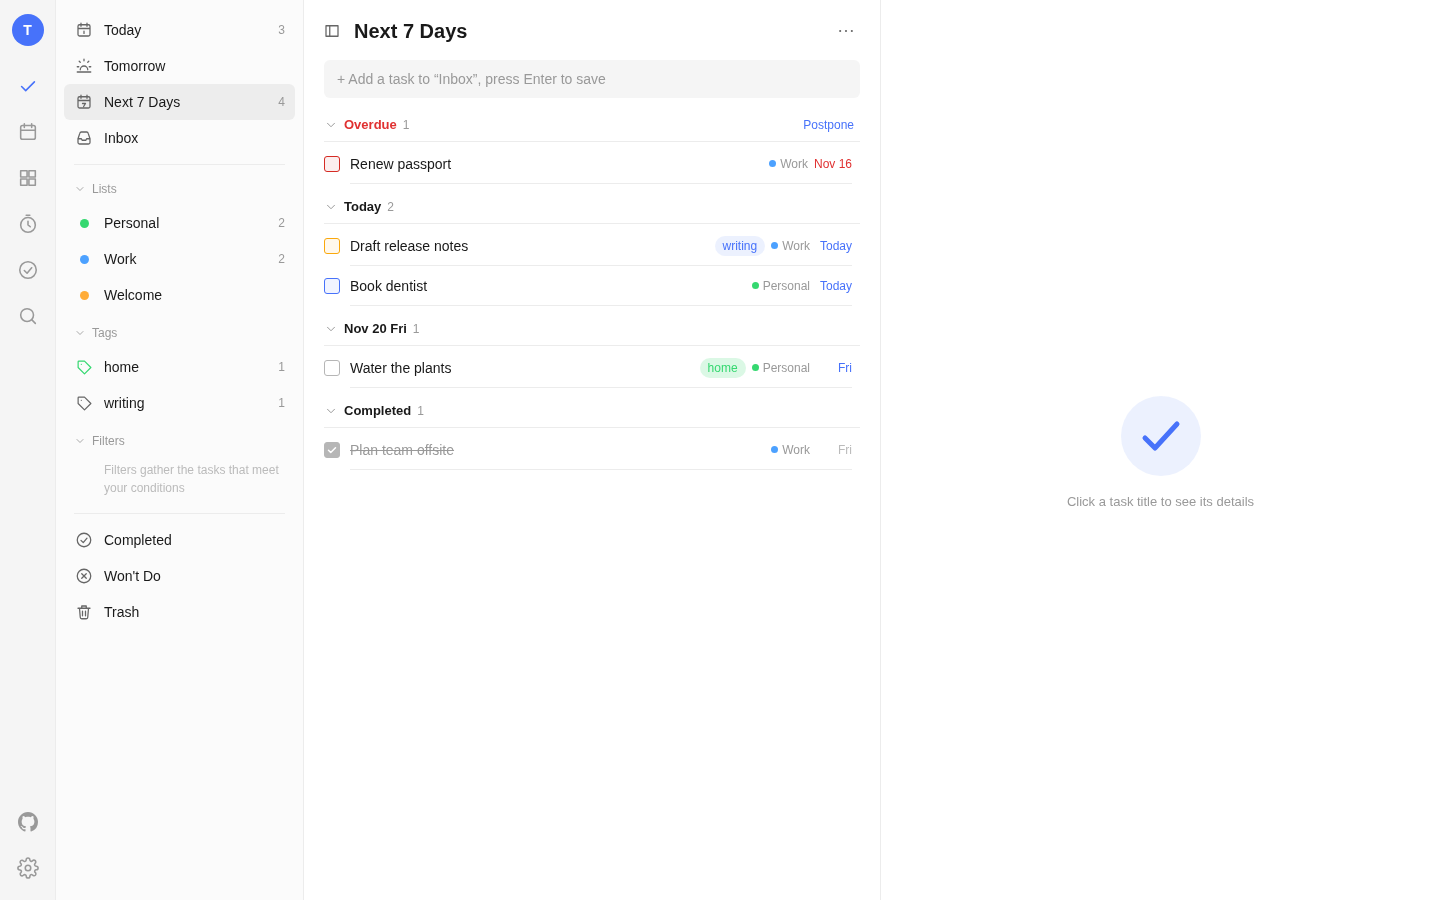 T
Today 3
Tomorrow
Next 7 Days 4
Inbox
Lists
Personal 2
Work 2
Welcome
Tags
home 1
writing 1
Filters
Filters gather the tasks that meet
your conditions
Completed
Won't Do
Trash
Next 7 Days
+ Add a task to “Inbox”, press Enter to save
Overdue 1 Postpone
Renew passport Work Nov 16
Today 2
Draft release notes writing Work Today
Book dentist Personal Today
Nov 20 Fri 1
Water the plants home Personal Fri
Completed 1
Plan team offsite Work Fri
Click a task title to see its details